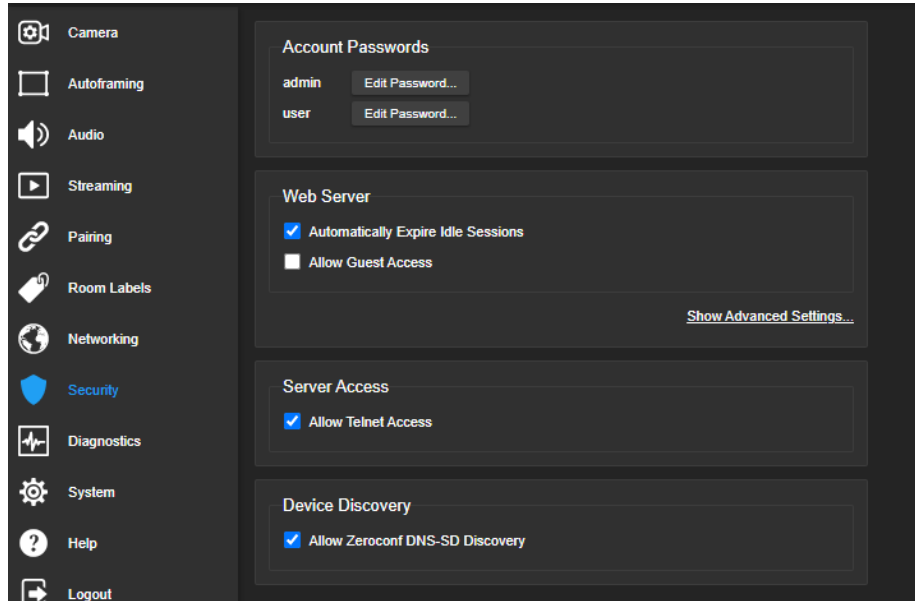 Camera
Autoframing
Audio
Streaming
Pairing
Room Labels
Networking
Security
Diagnostics
System
Help
Logout
Account Passwords
admin Edit Password...
user Edit Password...
Web Server
Automatically Expire Idle Sessions
Allow Guest Access
Show Advanced Settings...
Server Access
Allow Telnet Access
Device Discovery
Allow Zeroconf DNS-SD Discovery